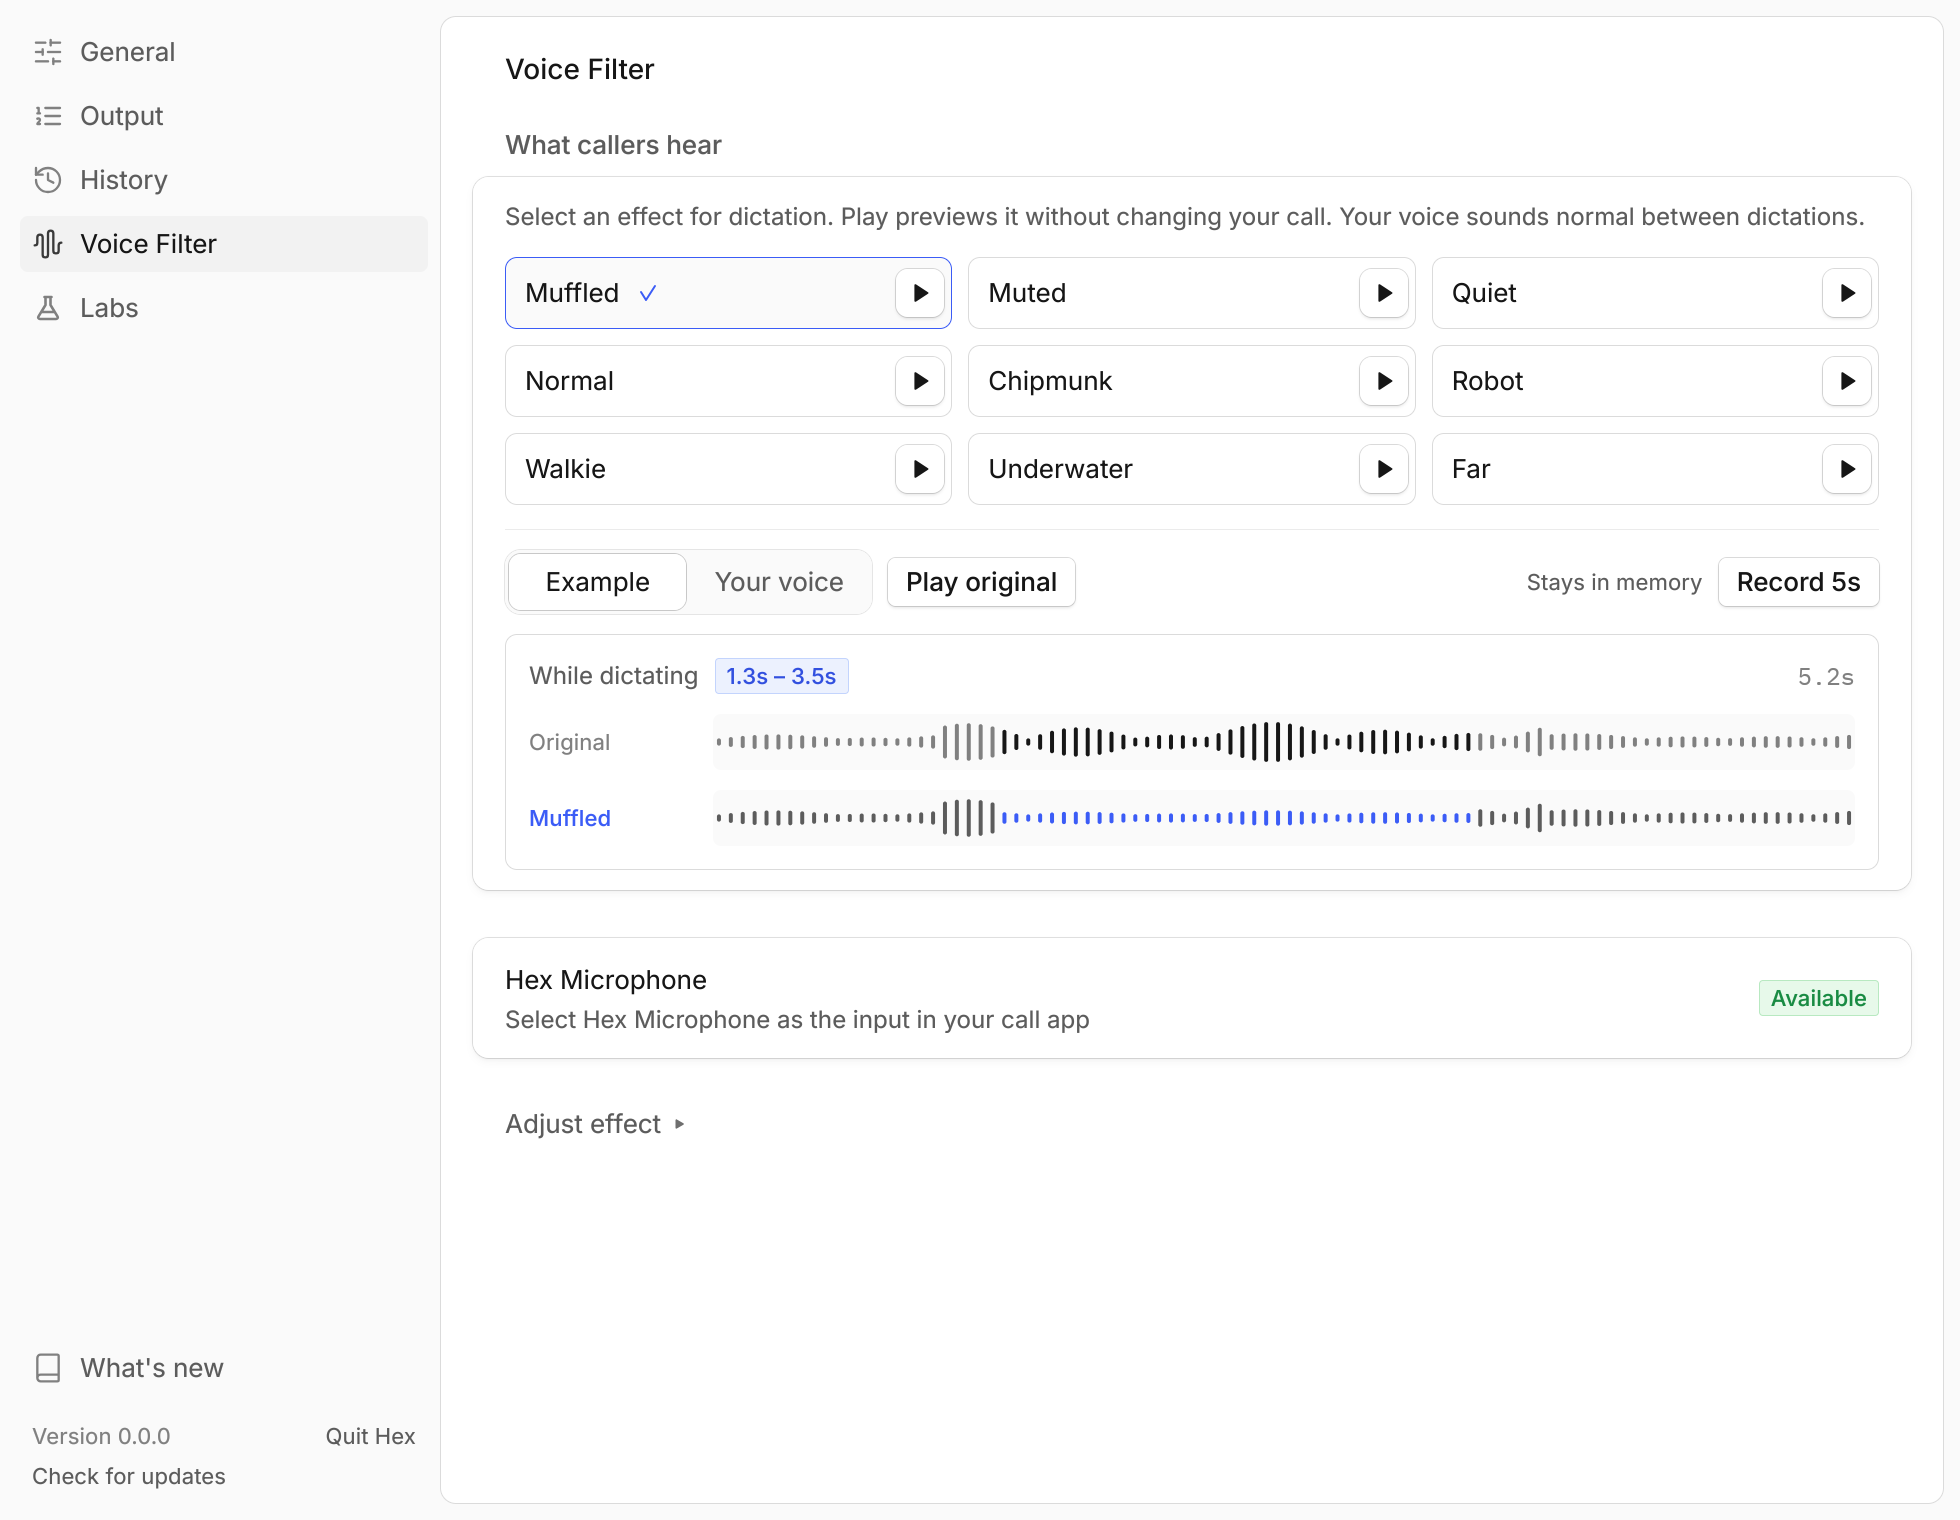 General
Output
History
Voice Filter
Labs
What's new
Version 0.0.0
Quit Hex
Check for updates
Voice Filter
What callers hear
Select an effect for dictation. Play previews it without changing your call. Your voice sounds normal between dictations.
Muffled
Muted
Quiet
Normal
Chipmunk
Robot
Walkie
Underwater
Far
Example
Your voice
Play original
Stays in memory
Record 5s
While dictating
1.3s – 3.5s
5.2s
Original
Muffled
Hex Microphone
Select Hex Microphone as the input in your call app
Available
Adjust effect